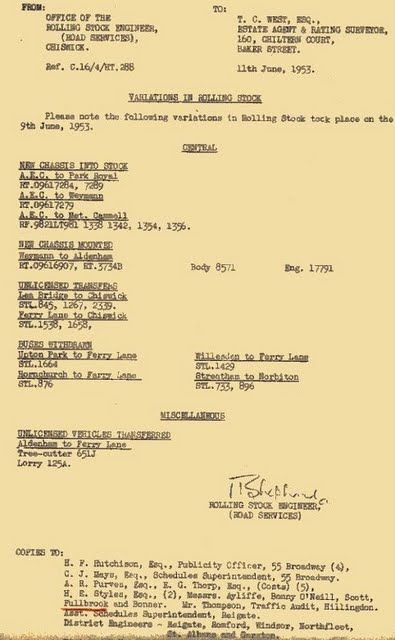 FROM: TO:
OFFICE OF THE T. C. WEST, ESQ.,
ROLLING STOCK ENGINEER, ESTATE AGENT & RATING SURVEYOR,
(ROAD SERVICES), 160, CHILTERN COURT,
CHISWICK. BAKER STREET.
Ref. C.16/4/RT.288 11th June, 1953.
VARIATIONS IN ROLLING STOCK
Please note the following variations in Rolling Stock took place on the
9th June, 1953.
CENTRAL
NEW CHASSIS INTO STOCK
A.E.C. to Park Royal
RT.09617284, 7289
A.E.C. to Weymann
RT.09617279
A.E.C. to Met. Cammell
RF.9821LT981 1338 1342, 1354, 1356.
NEW CHASSIS MOUNTED
Weymann to Aldenham
RT.09616907, RT.3734B Body 8571 Eng. 17791
UNLICENSED TRANSFERS
Lea Bridge to Chiswick
STL.845, 1267, 2339.
Ferry Lane to Chiswick
STL.1538, 1658,
BUSES WITHDRAWN
Upton Park to Ferry Lane Willesden to Ferry Lane
STL.1664 STL.1429
Hornchurch to Ferry Lane Streatham to Norbiton
STL.876 STL.733, 896
MISCELLANEOUS
UNLICENSED VEHICLES TRANSFERRED
Aldenham to Ferry Lane
Tree-cutter 651J
Lorry 125A.
ROLLING STOCK ENGINEER,
(ROAD SERVICES)
COPIES TO:
H. F. Hutchison, Esq., Publicity Officer, 55 Broadway (4),
C. J. Mays, Esq., Schedules Superintendent, 55 Broadway.
A. R. Purves, Esq., E. G. Thorp, Esq., (Costs) (5),
H. E. Styles, Esq., (2), Messrs. Ayliffe, Bonny O'Neill, Scott,
Fullbrook and Bonner. Mr. Thompson, Traffic Audit, Hillingdon.
Asst. Schedules Superintendent, Reigate.
District Engineers - Reigate, Romford, Windsor, Northfleet,
St. Albans and Garston.